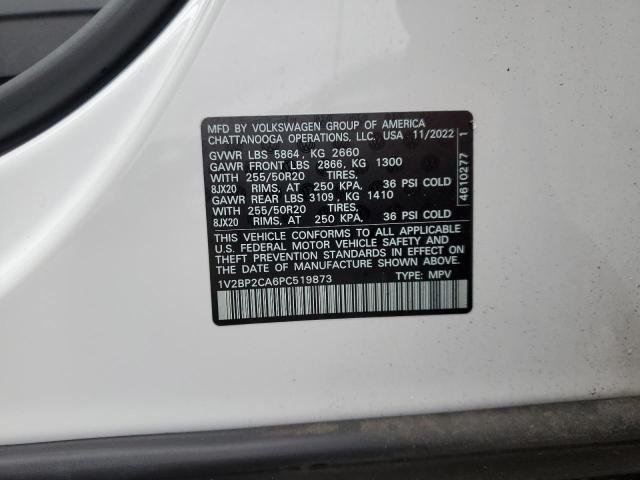 MFD BY VOLKSWAGEN GROUP OF AMERICA
CHATTANOOGA OPERATIONS, LLC. USA 11/2022
GVWR LBS 5864, KG 2660
GAWR FRONT LBS 2866, KG 1300
WITH 255/50R20 TIRES,
8JX20 RIMS, AT 250 KPA, 36 PSI COLD
GAWR REAR LBS 3109, KG 1410
WITH 255/50R20 TIRES,
8JX20 RIMS, AT 250 KPA, 36 PSI COLD
THIS VEHICLE CONFORMS TO ALL APPLICABLE
U.S. FEDERAL MOTOR VEHICLE SAFETY AND
THEFT PREVENTION STANDARDS IN EFFECT ON
THE DATE OF MANUFACTURE SHOWN ABOVE.
1V2BP2CA6PC519873 TYPE: MPV
4610277 1